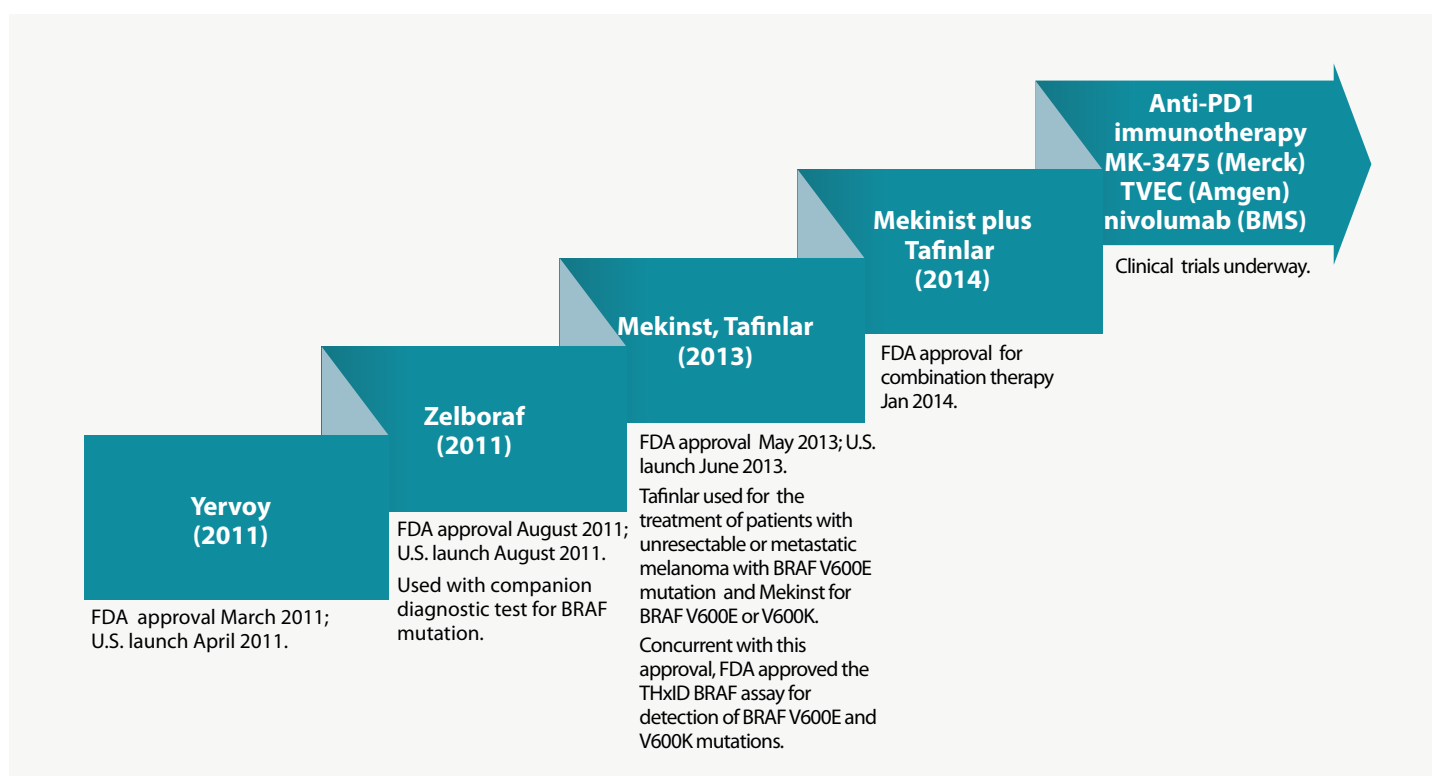 Yervoy
(2011)
FDA approval March 2011;
U.S. launch April 2011.
Zelboraf
(2011)
FDA approval August 2011;
U.S. launch August 2011.
Used with companion
diagnostic test for BRAF
mutation.
Mekinst, Tafinlar
(2013)
FDA approval May 2013; U.S.
launch June 2013.
Tafinlar used for the
treatment of patients with
unresectable or metastatic
melanoma with BRAF V600E
mutation and Mekinst for
BRAF V600E or V600K.
Concurrent with this
approval, FDA approved the
THxID BRAF assay for
detection of BRAF V600E and
V600K mutations.
Mekinist plus
Tafinlar
(2014)
FDA approval for
combination therapy
Jan 2014.
Anti-PD1
immunotherapy
MK-3475 (Merck)
TVEC (Amgen)
nivolumab (BMS)
Clinical trials underway.